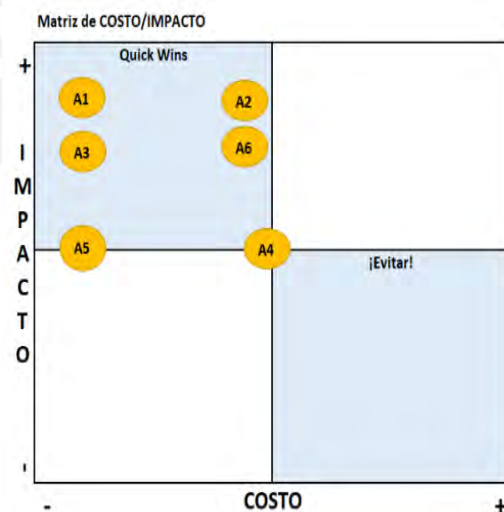 Matriz de COSTO/IMPACTO
Quick Wins
+
A1
A2
A3
A6
I
M
P
A
C
T
O
A5
A4
¡Evitar!
-
-
COSTO
+